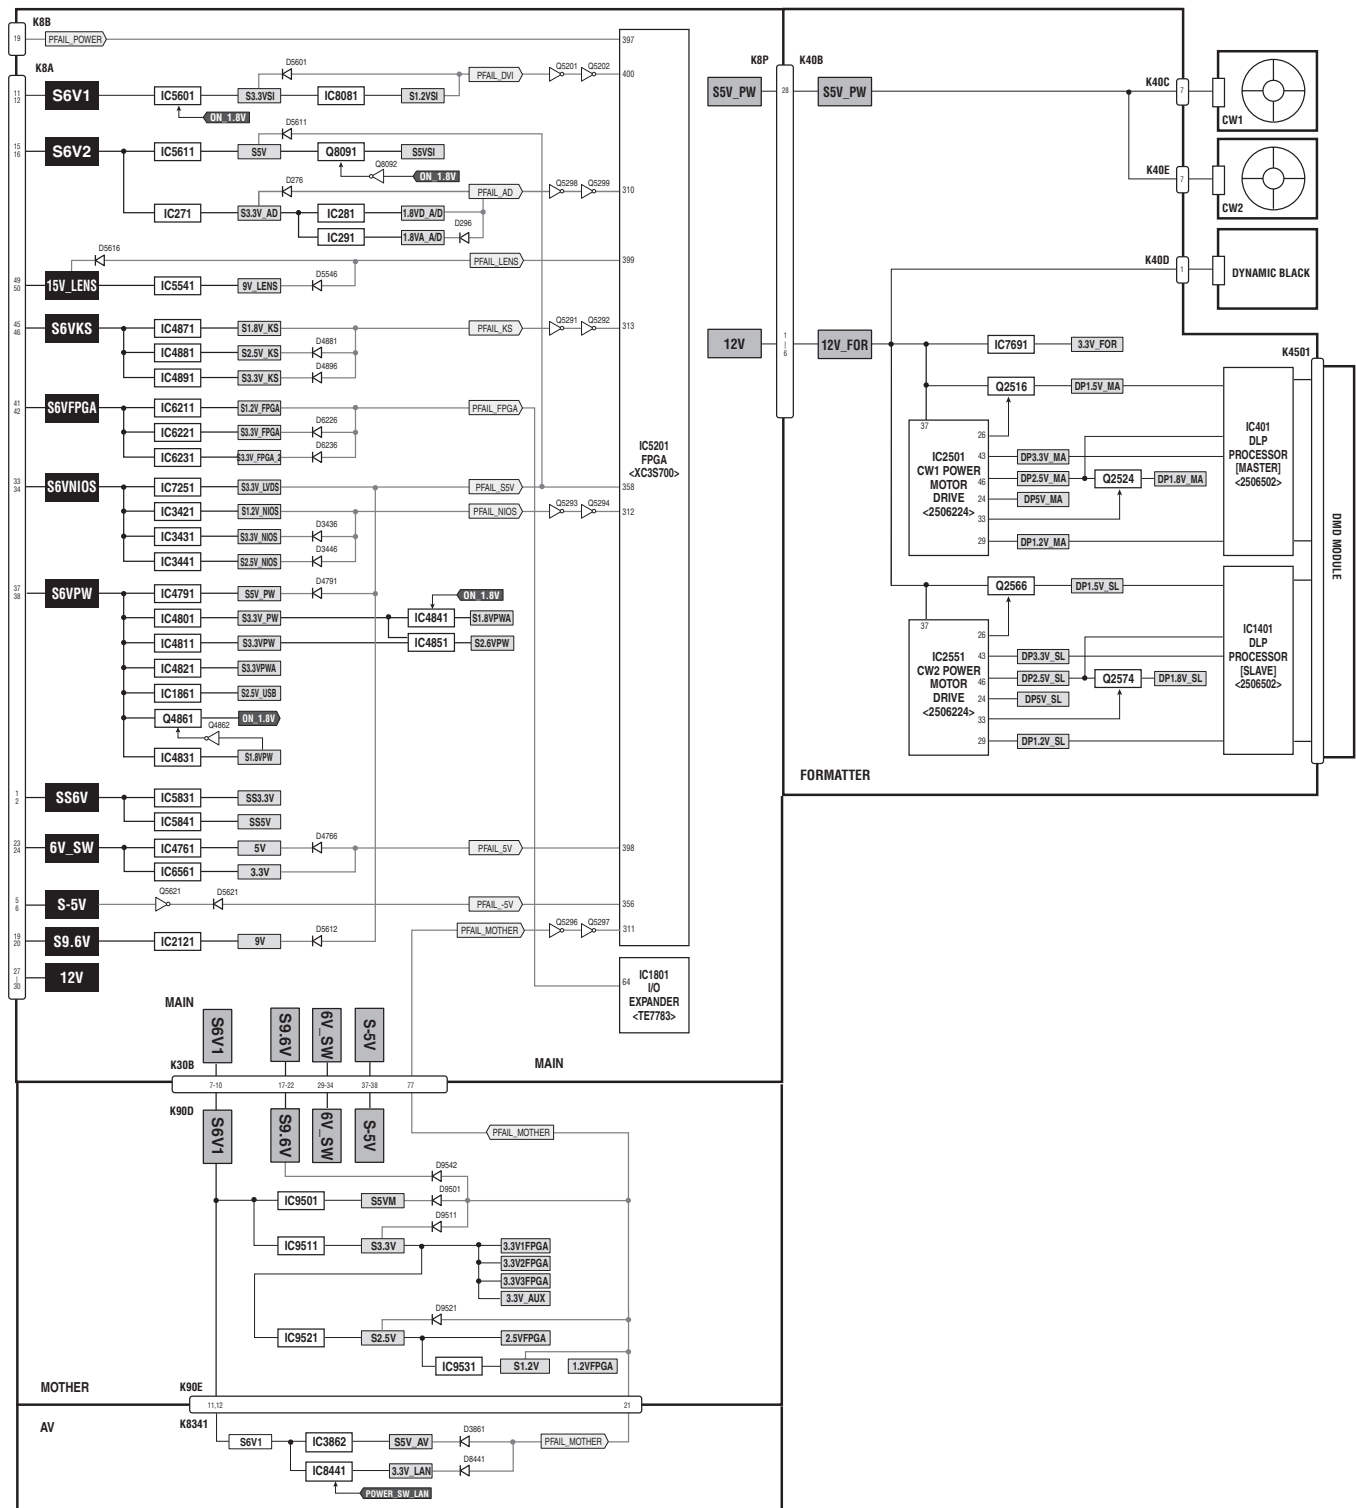 K8B
19
PFAIL_POWER
397
K8A
11
12
S6V1
IC5601
S3.3VSI
IC8081
S1.2VSI
D5601
PFAIL_DVI
Q5201
Q5202
400
ON_1.8V
15
16
S6V2
IC5611
S5V
D5611
Q8091
S5VSI
Q8092
ON_1.8V
D276
PFAIL_AD
Q5298
Q5299
310
IC271
S3.3V_AD
IC281
1.8VD_A/D
IC291
1.8VA_A/D
D296
D5616
PFAIL_LENS
399
49
50
15V_LENS
IC5541
9V_LENS
D5546
45
46
S6VKS
IC4871
S1.8V_KS
PFAIL_KS
Q5291
Q5292
313
IC4881
S2.5V_KS
D4881
IC4891
S3.3V_KS
D4896
41
42
S6VFPGA
IC6211
S1.2V_FPGA
PFAIL_FPGA
IC6221
S3.3V_FPGA
D6226
IC6231
S3.3V_FPGA_2
D6236
IC5201
FPGA
<XC3S700>
33
34
S6VNIOS
IC7251
S3.3V_LVDS
PFAIL_S5V
358
IC3421
S1.2V_NIOS
PFAIL_NIOS
Q5293
Q5294
312
IC3431
S3.3V_NIOS
D3436
IC3441
S2.5V_NIOS
D3446
37
38
S6VPW
IC4791
S5V_PW
D4791
ON_1.8V
IC4801
S3.3V_PW
IC4841
S1.8VPWA
IC4811
S3.3VPW
IC4851
S2.6VPW
IC4821
S3.3VPWA
IC1861
S2.5V_USB
Q4861
ON_1.8V
Q4862
IC4831
S1.8VPW
1
2
SS6V
IC5831
SS3.3V
IC5841
SS5V
23
24
6V_SW
IC4761
5V
D4766
PFAIL_5V
398
IC6561
3.3V
5
6
S-5V
Q5621
D5621
PFAIL_-5V
356
19
20
S9.6V
IC2121
9V
D5612
PFAIL_MOTHER
Q5296
Q5297
311
27
|
30
12V
64
IC1801
I/O
EXPANDER
<TE7783>
MAIN
S6V1
S9.6V
6V_SW
S-5V
MAIN
K30B
7-10
17-22
29-34
37-38
77
K90D
S6V1
S9.6V
6V_SW
S-5V
PFAIL_MOTHER
D9542
IC9501
S5VM
D9501
D9511
IC9511
S3.3V
3.3V1FPGA
3.3V2FPGA
3.3V3FPGA
3.3V_AUX
D9521
IC9521
S2.5V
2.5VFPGA
IC9531
S1.2V
1.2VFPGA
MOTHER
K90E
11,12
21
AV
K8341
S6V1
IC3862
S5V_AV
D3861
PFAIL_MOTHER
IC8441
3.3V_LAN
D8441
POWER_SW_LAN
K8P
K40B
S5V_PW
28
S5V_PW
K40C
7
CW1
K40E
7
CW2
K40D
1
DYNAMIC BLACK
12V
1
|
6
12V_FOR
IC7691
3.3V_FOR
K4501
Q2516
DP1.5V_MA
37
26
IC2501
CW1 POWER
MOTOR
DRIVE
<2506224>
43
DP3.3V_MA
46
DP2.5V_MA
Q2524
DP1.8V_MA
24
DP5V_MA
33
29
DP1.2V_MA
IC401
DLP
PROCESSOR
[MASTER]
<2506502>
DMD MODULE
Q2566
DP1.5V_SL
37
26
IC2551
CW2 POWER
MOTOR
DRIVE
<2506224>
43
DP3.3V_SL
46
DP2.5V_SL
Q2574
DP1.8V_SL
24
DP5V_SL
33
29
DP1.2V_SL
IC1401
DLP
PROCESSOR
[SLAVE]
<2506502>
FORMATTER